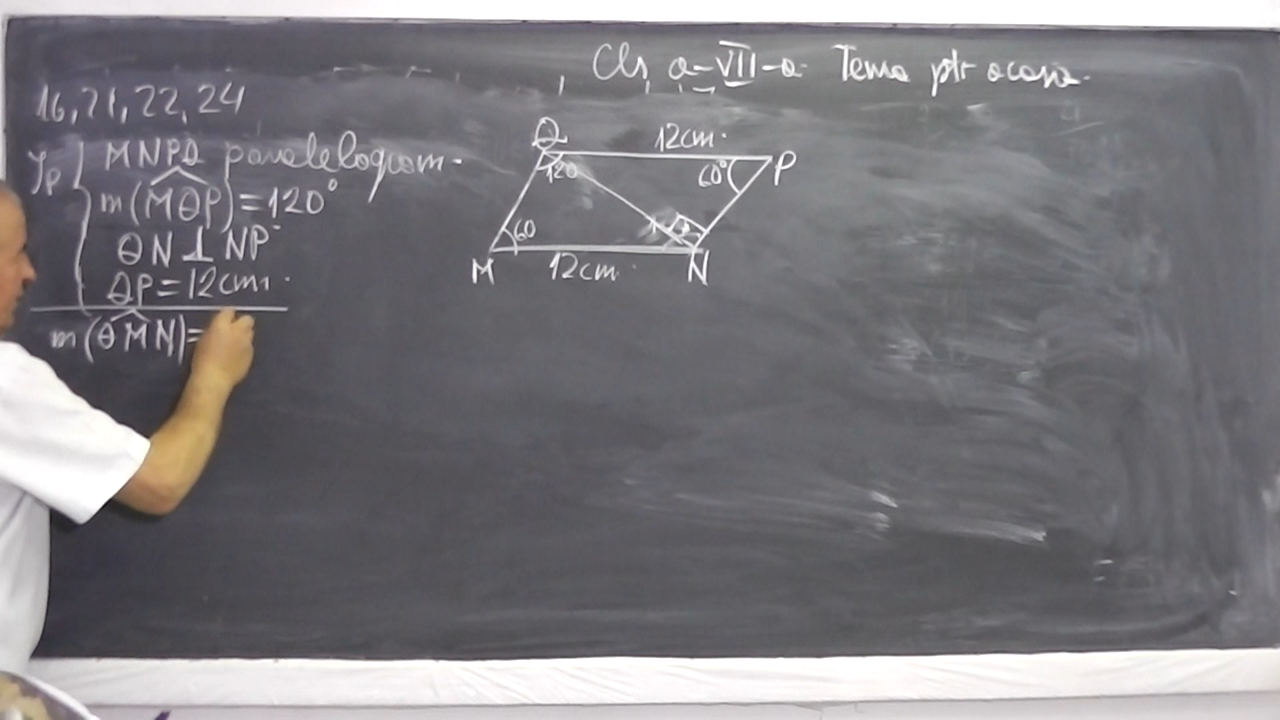 Cls a-VII-a Tema ptr acasa.
16, 21, 22, 24
Ip MNPQ paralelogram.
m(MQP)=120°
QN⊥NP
QP=12cm.
m(QMN)=
Q 12cm. P
120 60°
60
M 12cm. N